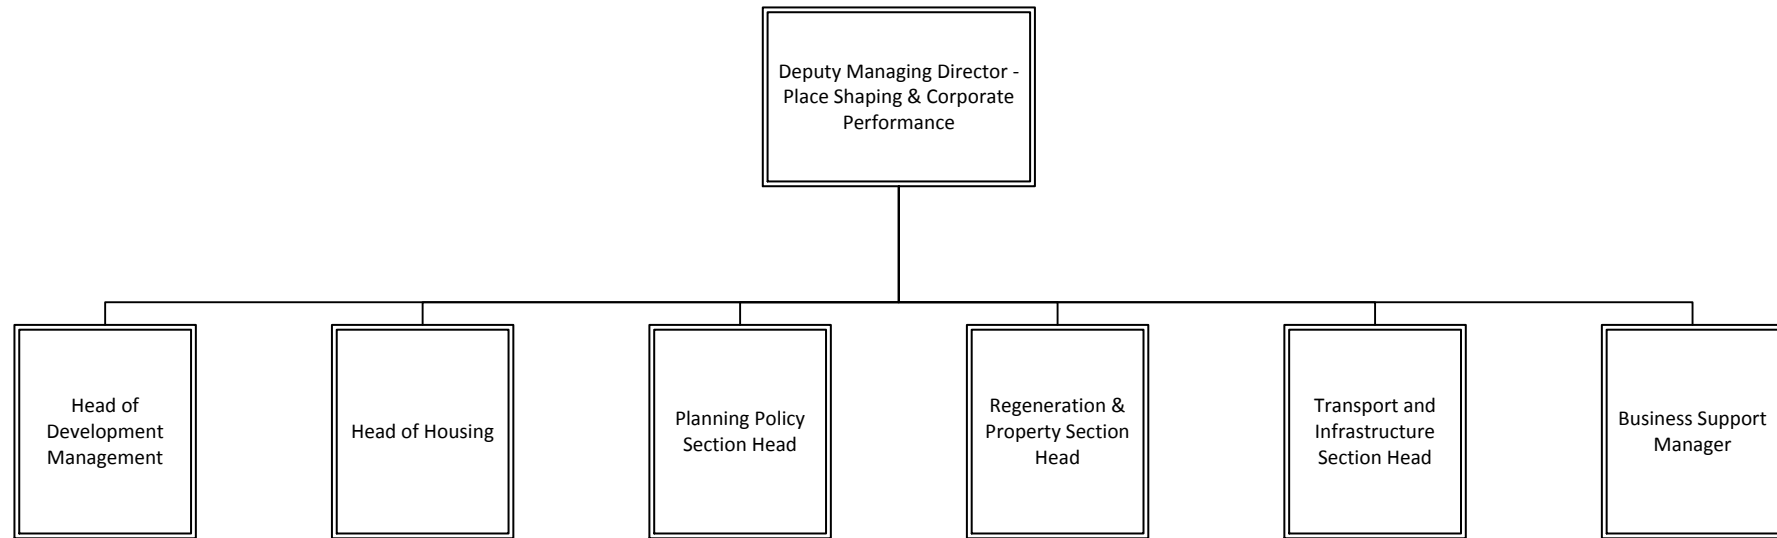 Deputy Managing Director -
Place Shaping & Corporate
Performance
Head of
Development
Management
Head of Housing
Planning Policy
Section Head
Regeneration &
Property Section
Head
Transport and
Infrastructure
Section Head
Business Support
Manager